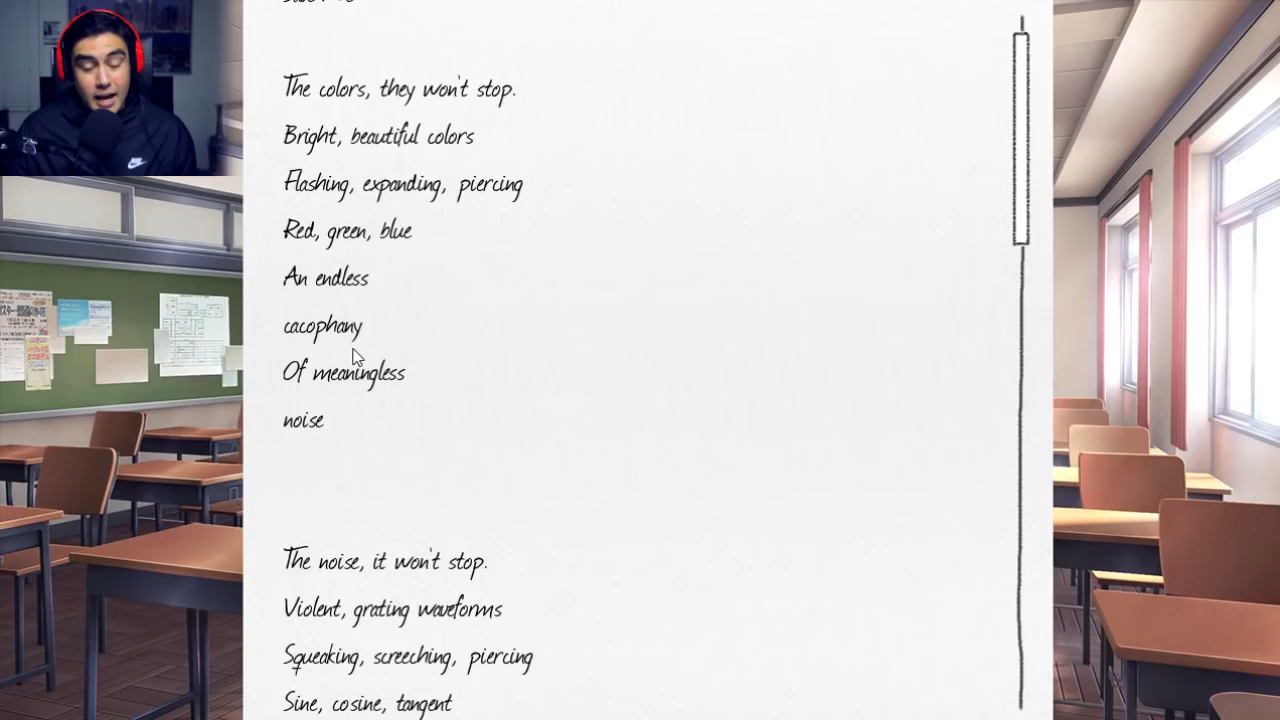 The colors, they won't stop.
Bright, beautiful colors
Flashing, expanding, piercing
Red, green, blue
An endless
cacophany
Of meaningless
noise
The noise, it won't stop.
Violent, grating waveforms
Squeaking, screeching, piercing
Sine, cosine, tangent